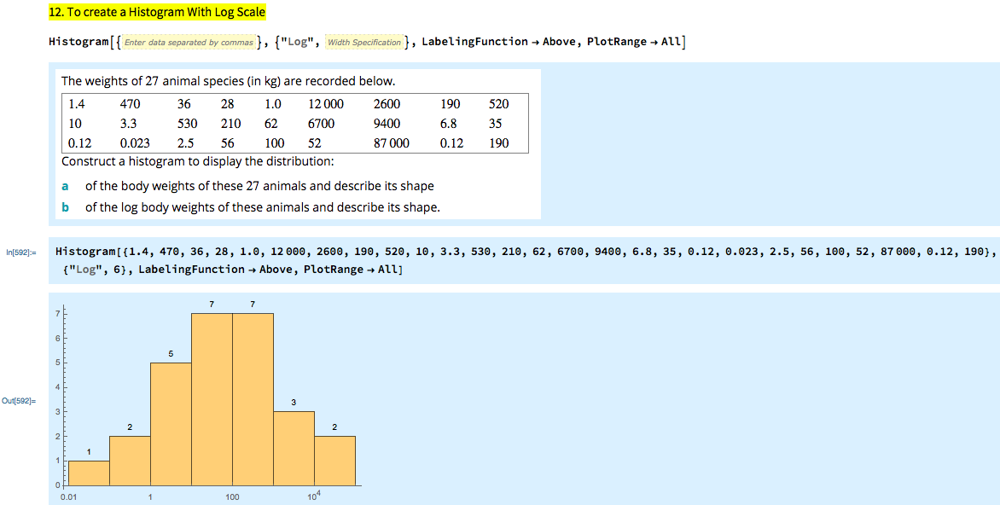 12. To create a Histogram With Log Scale
Histogram[{Enter data separated by commas}, {"Log", Width Specification}, LabelingFunction → Above, PlotRange → All]
The weights of 27 animal species (in kg) are recorded below.
1.4 470 36 28 1.0 12 000 2600 190 520
10 3.3 530 210 62 6700 9400 6.8 35
0.12 0.023 2.5 56 100 52 87 000 0.12 190
Construct a histogram to display the distribution:
a of the body weights of these 27 animals and describe its shape
b of the log body weights of these animals and describe its shape.
In[592]:=
Histogram[{1.4, 470, 36, 28, 1.0, 12 000, 2600, 190, 520, 10, 3.3, 530, 210, 62, 6700, 9400, 6.8, 35, 0.12, 0.023, 2.5, 56, 100, 52, 87 000, 0.12, 190},
{"Log", 6}, LabelingFunction → Above, PlotRange → All]
Out[592]=
7 7
7
6
5
5
4
3
3
2 2
2
1
1
0
0.01 1 100 10⁴